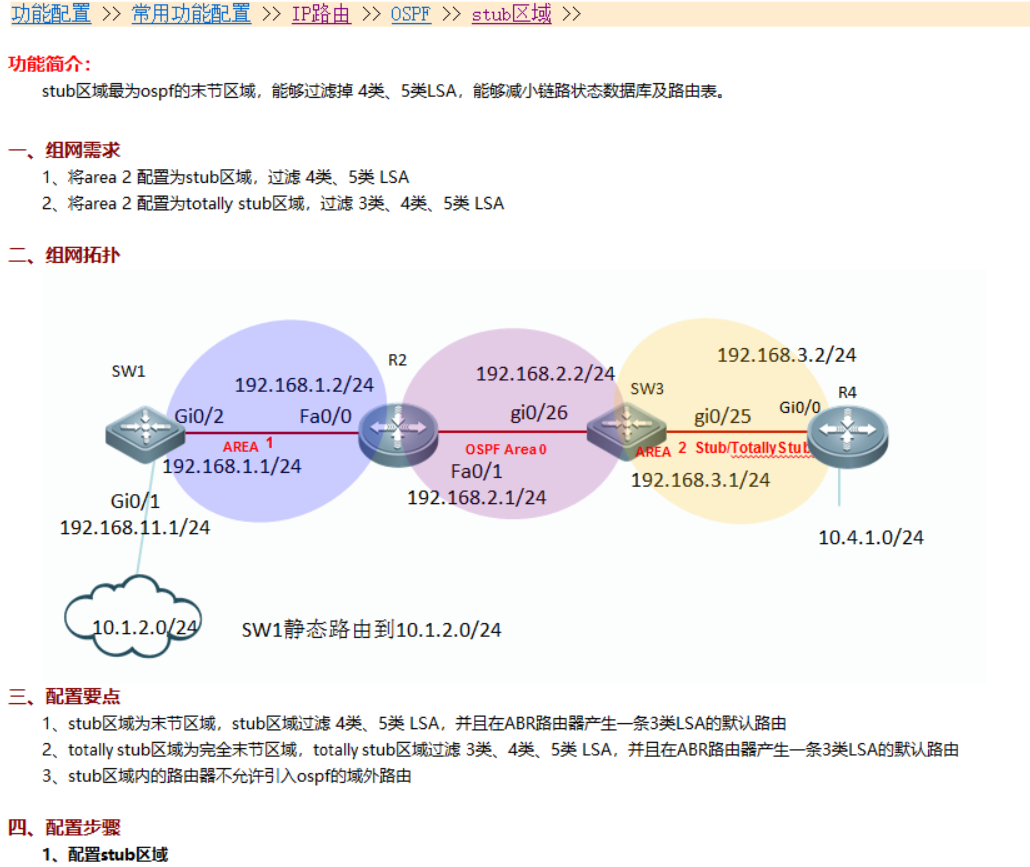 功能配置 >> 常用功能配置 >> IP路由 >> OSPF >> stub区域 >>
功能简介：
stub区域最为ospf的末节区域，能够过滤掉 4类、5类LSA，能够减小链路状态数据库及路由表。
一、组网需求
1、将area 2 配置为stub区域，过滤 4类、5类 LSA
2、将area 2 配置为totally stub区域，过滤 3类、4类、5类 LSA
二、组网拓扑
SW1
R2
SW3
R4
192.168.1.2/24
192.168.2.2/24
192.168.3.2/24
Gi0/2
Fa0/0
gi0/26
gi0/25
Gi0/0
AREA 1
OSPF Area 0
AREA 2 Stub/TotallyStub
192.168.1.1/24
Fa0/1
192.168.2.1/24
192.168.3.1/24
Gi0/1
192.168.11.1/24
10.4.1.0/24
10.1.2.0/24
SW1静态路由到10.1.2.0/24
三、配置要点
1、stub区域为末节区域，stub区域过滤 4类、5类 LSA，并且在ABR路由器产生一条3类LSA的默认路由
2、totally stub区域为完全末节区域，totally stub区域过滤 3类、4类、5类 LSA，并且在ABR路由器产生一条3类LSA的默认路由
3、stub区域内的路由器不允许引入ospf的域外路由
四、配置步骤
1、配置stub区域